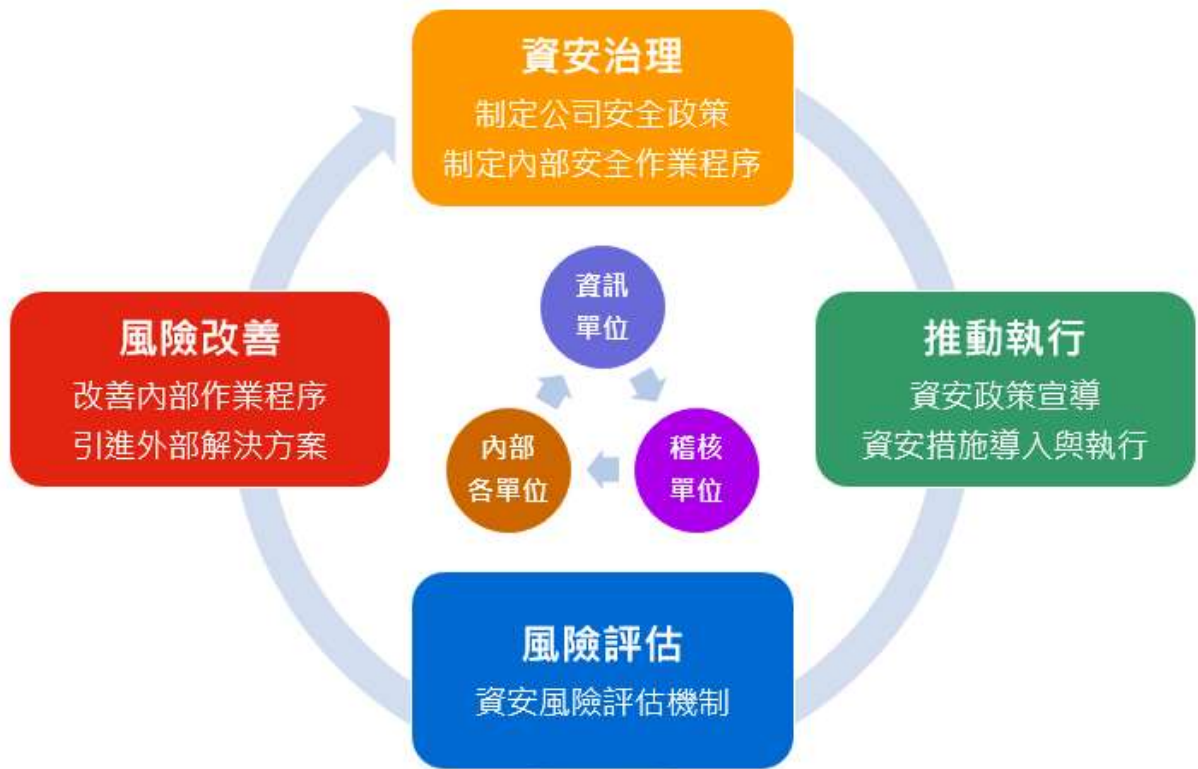 資安治理
制定公司安全政策
制定內部安全作業程序
資訊
單位
風險改善
改善內部作業程序
引進外部解決方案
推動執行
資安政策宣導
資安措施導入與執行
內部
各單位
稽核
單位
風險評估
資安風險評估機制